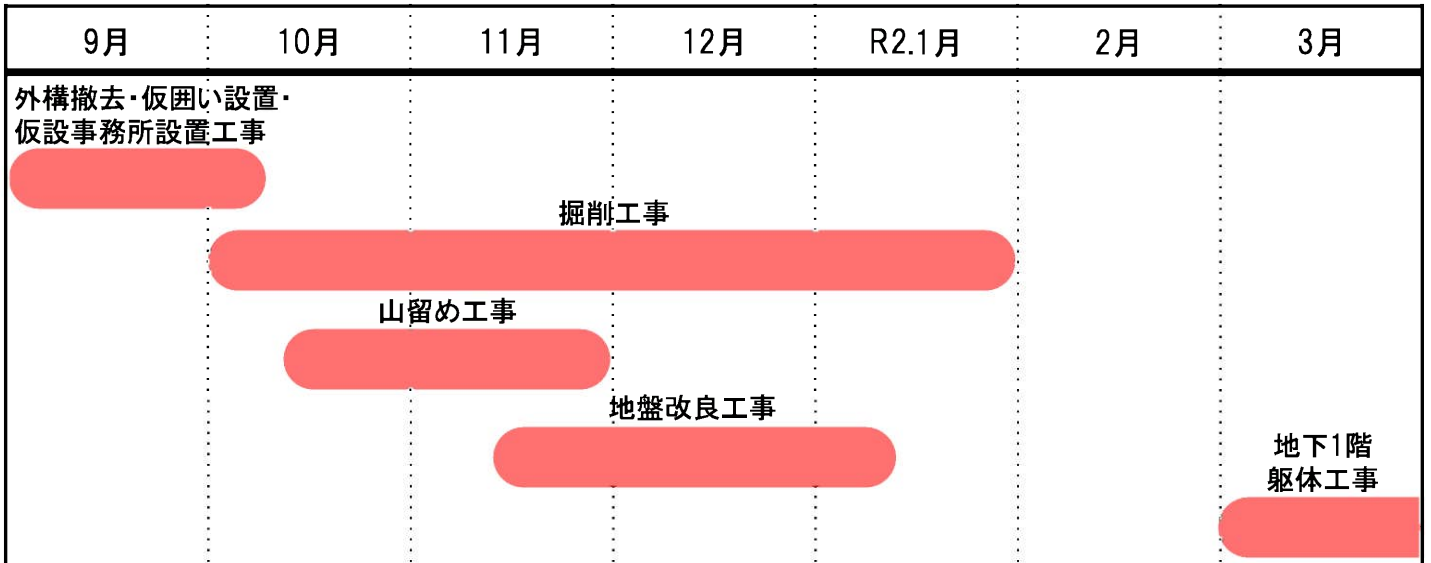 9月 10月 11月 12月 R2.1月 2月 3月
外構撤去・仮囲い設置・
仮設事務所設置工事
掘削工事
山留め工事
地盤改良工事
地下1階
躯体工事